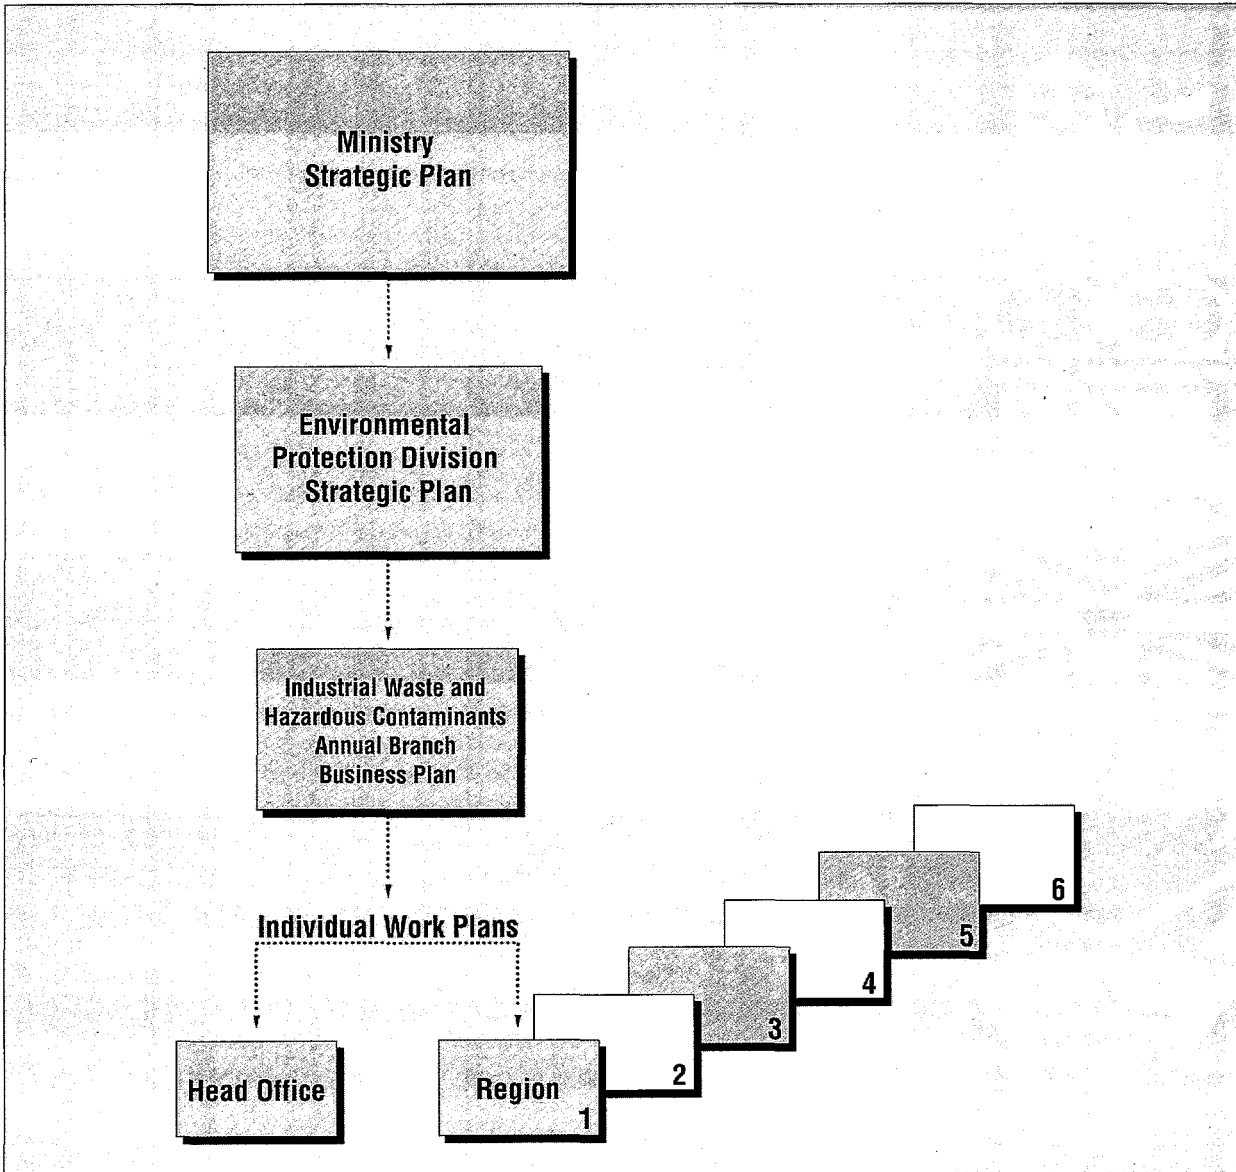 Ministry
Strategic Plan
Environmental
Protection Division
Strategic Plan
Industrial Waste and
Hazardous Contaminants
Annual Branch
Business Plan
Individual Work Plans
Head Office
Region
1
2
3
4
5
6